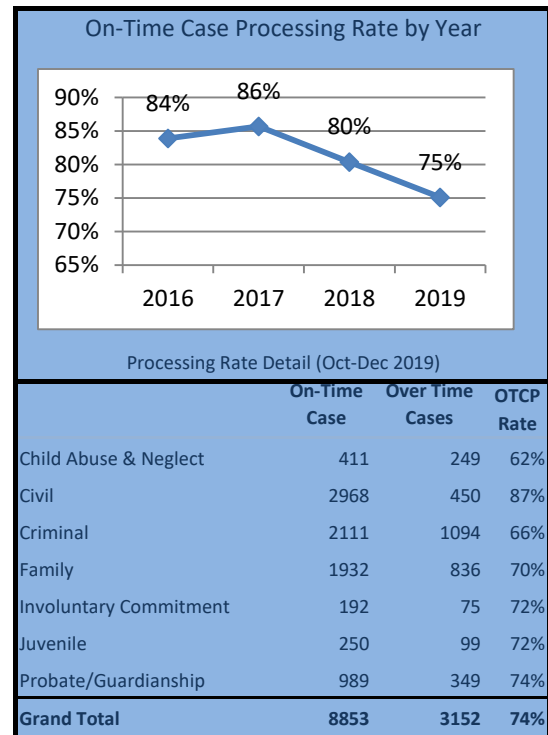 On-Time Case Processing Rate by Year
90%
85%
80%
75%
70%
65%
84%
86%
80%
75%
2016 2017 2018 2019
Processing Rate Detail (Oct-Dec 2019)
On-Time Case Over Time Cases OTCP Rate
Child Abuse & Neglect 411 249 62%
Civil 2968 450 87%
Criminal 2111 1094 66%
Family 1932 836 70%
Involuntary Commitment 192 75 72%
Juvenile 250 99 72%
Probate/Guardianship 989 349 74%
Grand Total 8853 3152 74%